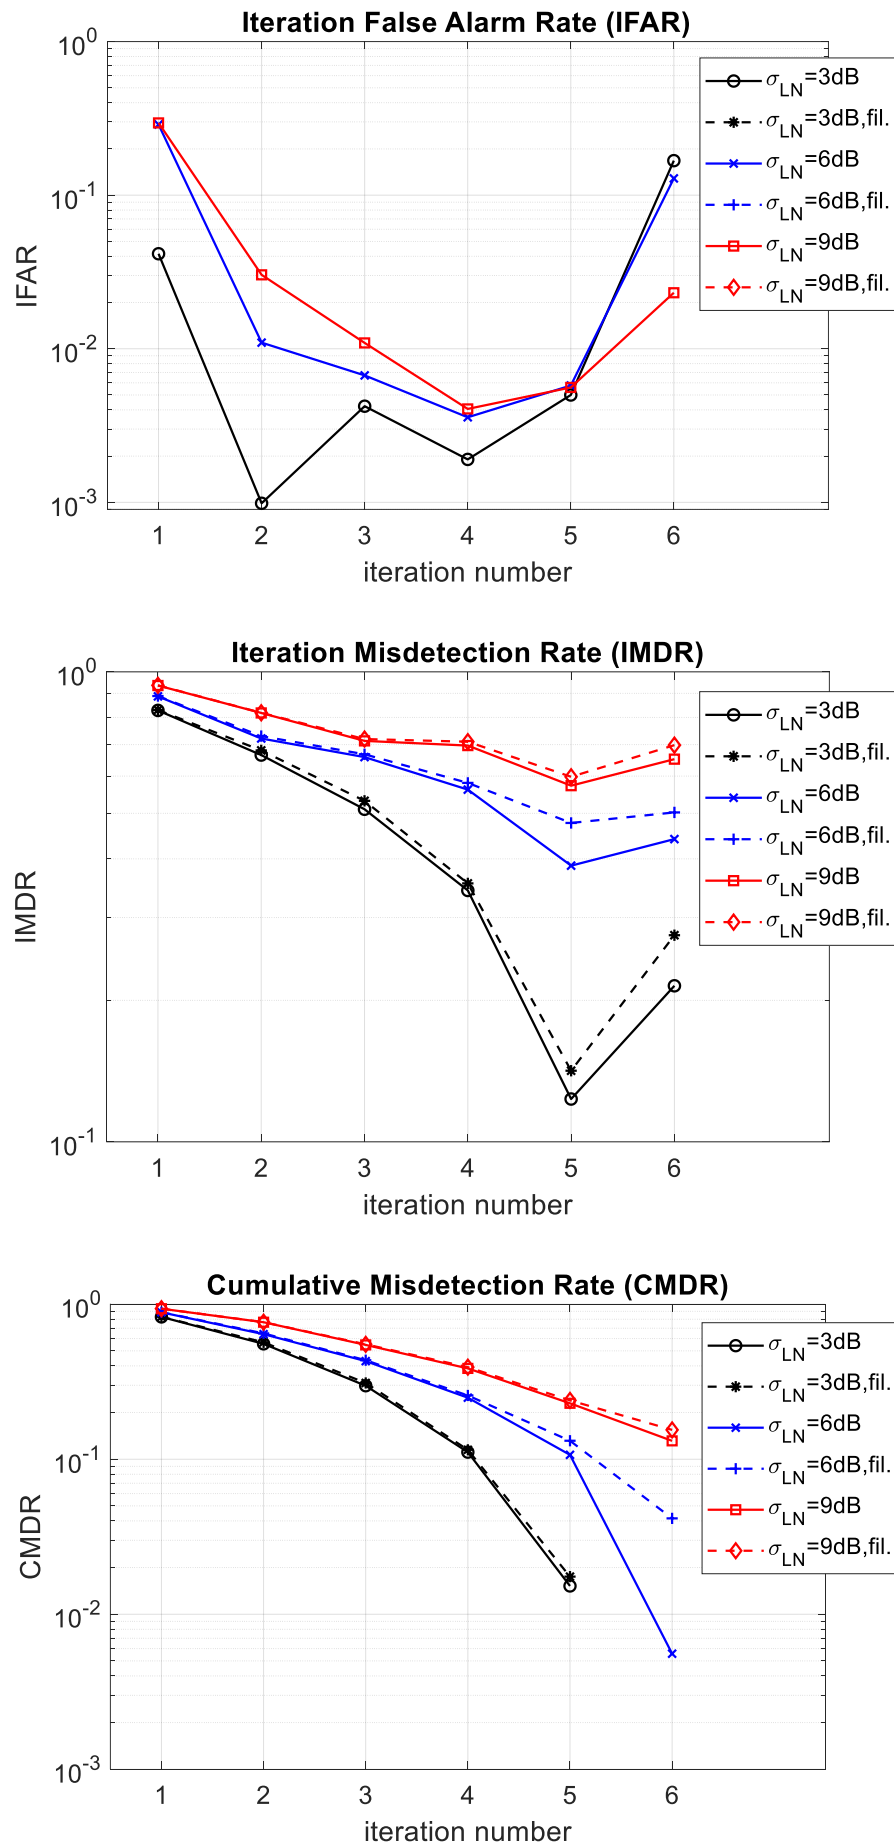 Iteration False Alarm Rate (IFAR)
10^0
10^-1
10^-2
10^-3
IFAR
1 2 3 4 5 6
iteration number
σ_LN=3dB
σ_LN=3dB,fil.
σ_LN=6dB
σ_LN=6dB,fil.
σ_LN=9dB
σ_LN=9dB,fil.
Iteration Misdetection Rate (IMDR)
10^0
10^-1
IMDR
1 2 3 4 5 6
iteration number
σ_LN=3dB
σ_LN=3dB,fil.
σ_LN=6dB
σ_LN=6dB,fil.
σ_LN=9dB
σ_LN=9dB,fil.
Cumulative Misdetection Rate (CMDR)
10^0
10^-1
10^-2
10^-3
CMDR
1 2 3 4 5 6
iteration number
σ_LN=3dB
σ_LN=3dB,fil.
σ_LN=6dB
σ_LN=6dB,fil.
σ_LN=9dB
σ_LN=9dB,fil.